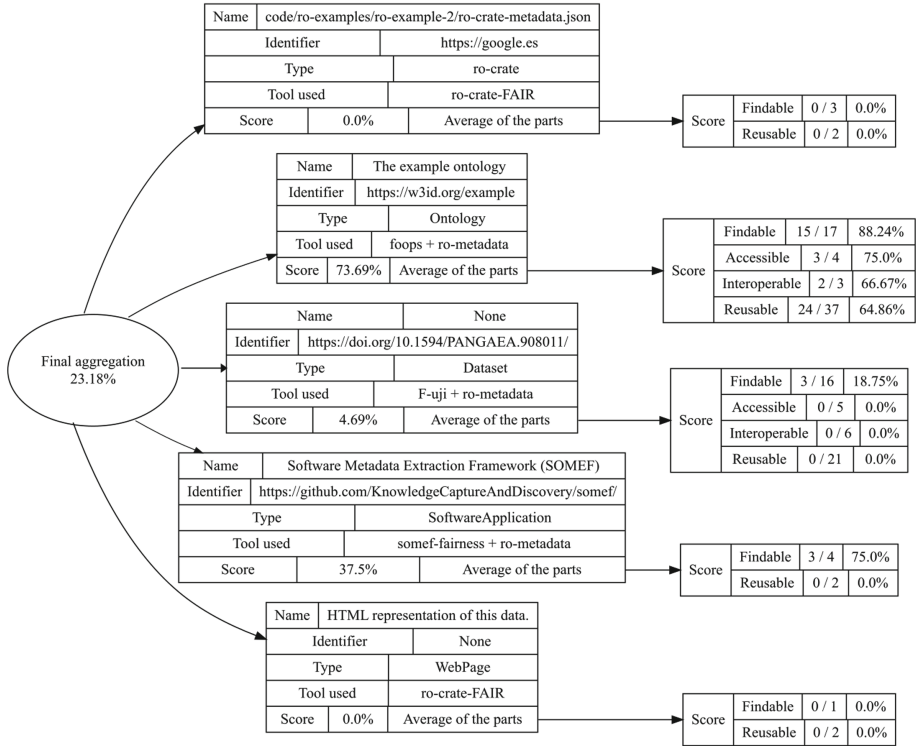 Name code/ro-examples/ro-example-2/ro-crate-metadata.json
Identifier https://google.es
Type ro-crate
Tool used ro-crate-FAIR
Score 0.0% Average of the parts
Score
Findable 0 / 3 0.0%
Reusable 0 / 2 0.0%
Name The example ontology
Identifier https://w3id.org/example
Type Ontology
Tool used foops + ro-metadata
Score 73.69% Average of the parts
Score
Findable 15 / 17 88.24%
Accessible 3 / 4 75.0%
Interoperable 2 / 3 66.67%
Reusable 24 / 37 64.86%
Final aggregation
23.18%
Name None
Identifier https://doi.org/10.1594/PANGAEA.908011/
Type Dataset
Tool used F-uji + ro-metadata
Score 4.69% Average of the parts
Score
Findable 3 / 16 18.75%
Accessible 0 / 5 0.0%
Interoperable 0 / 6 0.0%
Reusable 0 / 21 0.0%
Name Software Metadata Extraction Framework (SOMEF)
Identifier https://github.com/KnowledgeCaptureAndDiscovery/somef/
Type SoftwareApplication
Tool used somef-fairness + ro-metadata
Score 37.5% Average of the parts
Score
Findable 3 / 4 75.0%
Reusable 0 / 2 0.0%
Name HTML representation of this data.
Identifier None
Type WebPage
Tool used ro-crate-FAIR
Score 0.0% Average of the parts
Score
Findable 0 / 1 0.0%
Reusable 0 / 2 0.0%